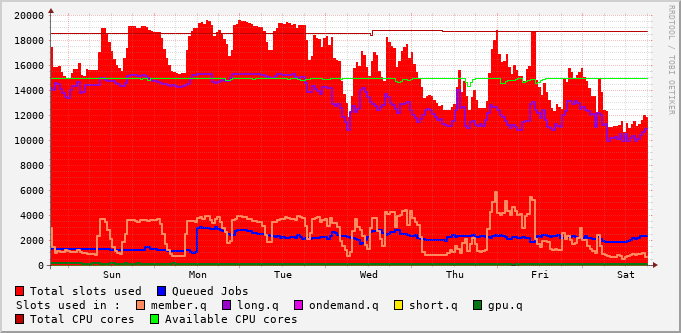 20000
18000
16000
14000
12000
10000
8000
6000
4000
2000
0
Sun Mon Tue Wed Thu Fri Sat
RRDTOOL / TOBI OETIKER
Total slots used Queued Jobs
Slots used in : member.q long.q ondemand.q short.q gpu.q
Total CPU cores Available CPU cores